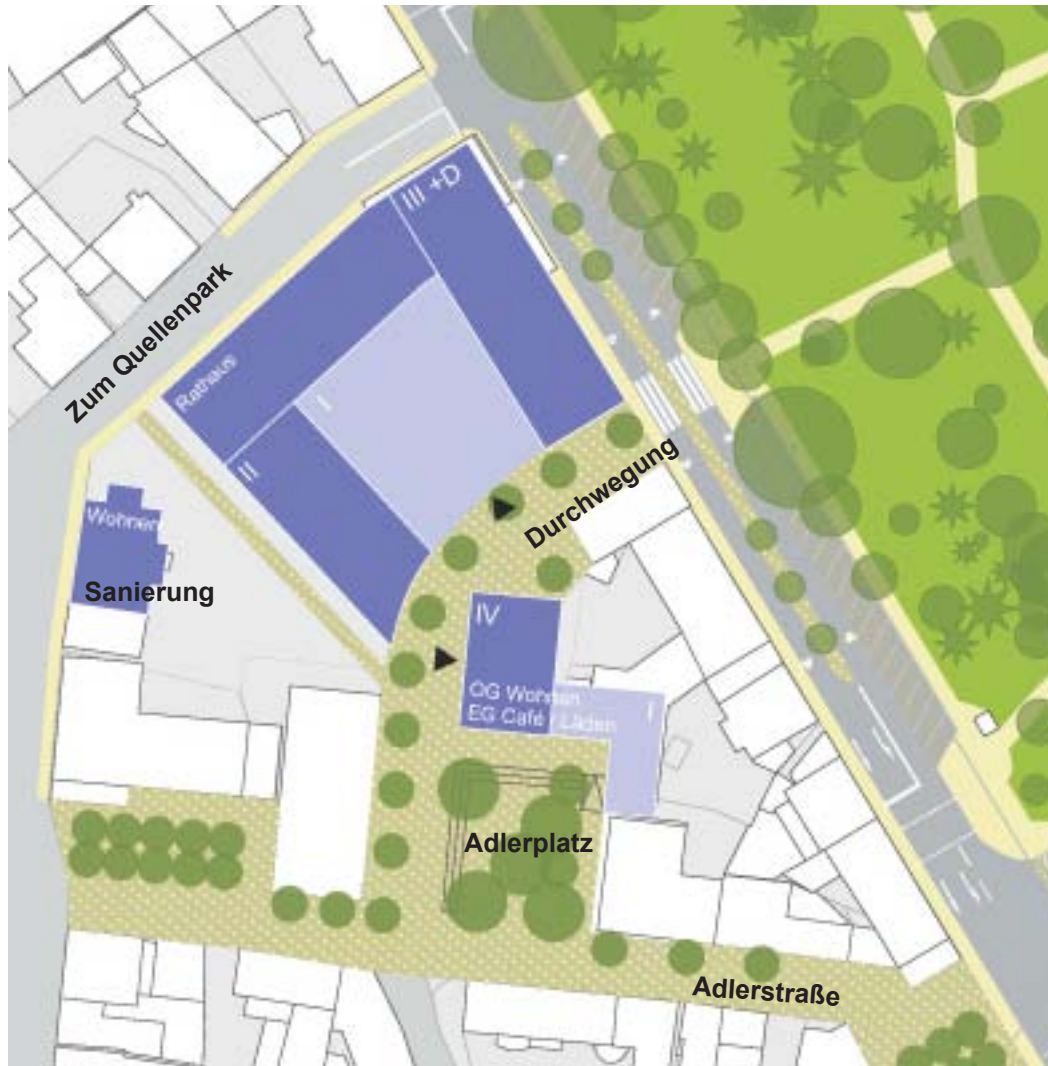 III +D
Zum Quellenpark
Rathaus
I
II
Durchwegung
Wohnen
Sanierung
IV
OG Wohnen
EG Café / Läden
I
Adlerplatz
Adlerstraße